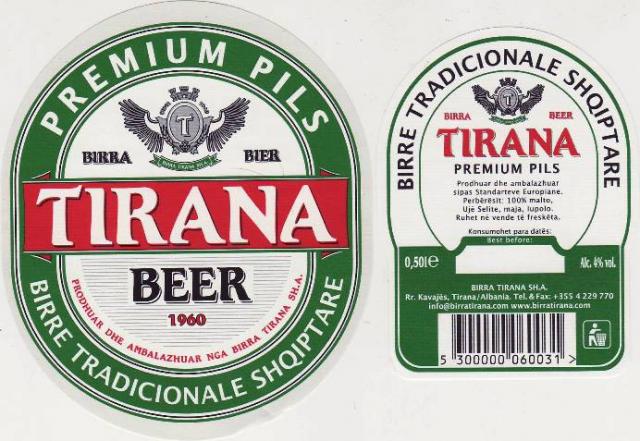 PREMIUM PILS
T
BIRRA TIRANA SH.A.
BIRRA BIER
TIRANA
BEER
1960
PRODHUAR DHE AMBALAZHUAR NGA BIRRA TIRANA SH.A.
BIRRE TRADICIONALE SHQIPTARE
BIRRE TRADICIONALE SHQIPTARE
T
BIRRA BEER
TIRANA
PREMIUM PILS
Prodhuar dhe ambalazhuar
sipas Standarteve Europiane.
Perbërësit: 100% malto,
Ujë Selite, maja, lupolo.
Ruhet në vende të freskëta.
Konsumohet para datës:
Best before:
0,50l e Alc. 4% vol.
BIRRA TIRANA SH.A.
Rr. Kavajës, Tirana/Albania. Tel. & Fax: +355 4 229 770
info@birratirana.com www.birratirana.com
5 300000 060031 >